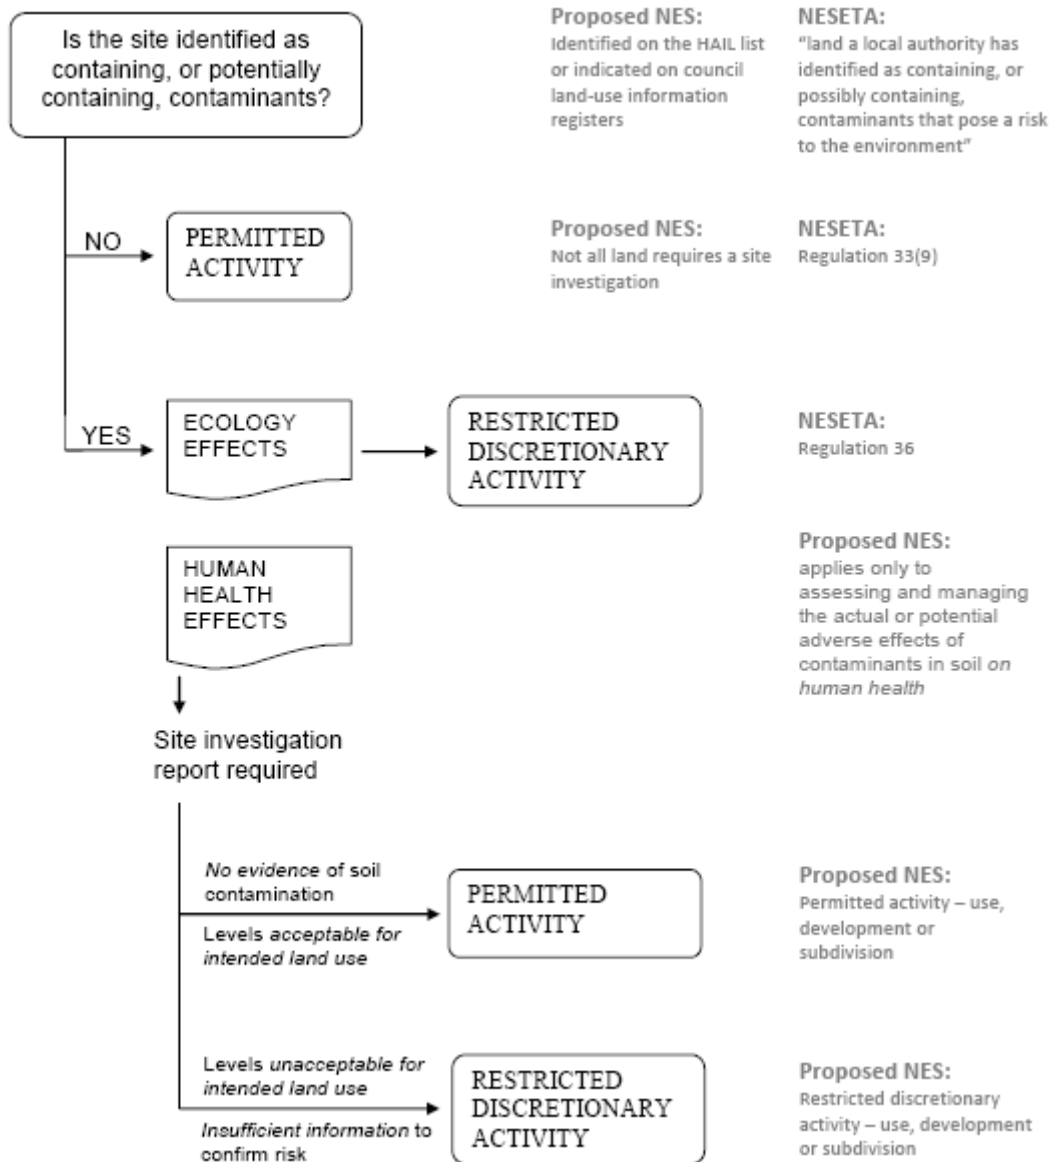 Is the site identified as
containing, or potentially
containing, contaminants?
Proposed NES:
Identified on the HAIL list
or indicated on council
land-use information
registers
NESETA:
"land a local authority has
identified as containing, or
possibly containing,
contaminants that pose a risk
to the environment"
NO
PERMITTED
ACTIVITY
Proposed NES:
Not all land requires a site
investigation
NESETA:
Regulation 33(9)
YES
ECOLOGY
EFFECTS
RESTRICTED
DISCRETIONARY
ACTIVITY
NESETA:
Regulation 36
HUMAN
HEALTH
EFFECTS
Proposed NES:
applies only to
assessing and managing
the actual or potential
adverse effects of
contaminants in soil on
human health
Site investigation
report required
No evidence of soil
contamination
Levels acceptable for
intended land use
PERMITTED
ACTIVITY
Proposed NES:
Permitted activity – use,
development or
subdivision
Levels unacceptable for
intended land use
Insufficient information to
confirm risk
RESTRICTED
DISCRETIONARY
ACTIVITY
Proposed NES:
Restricted discretionary
activity – use, development
or subdivision